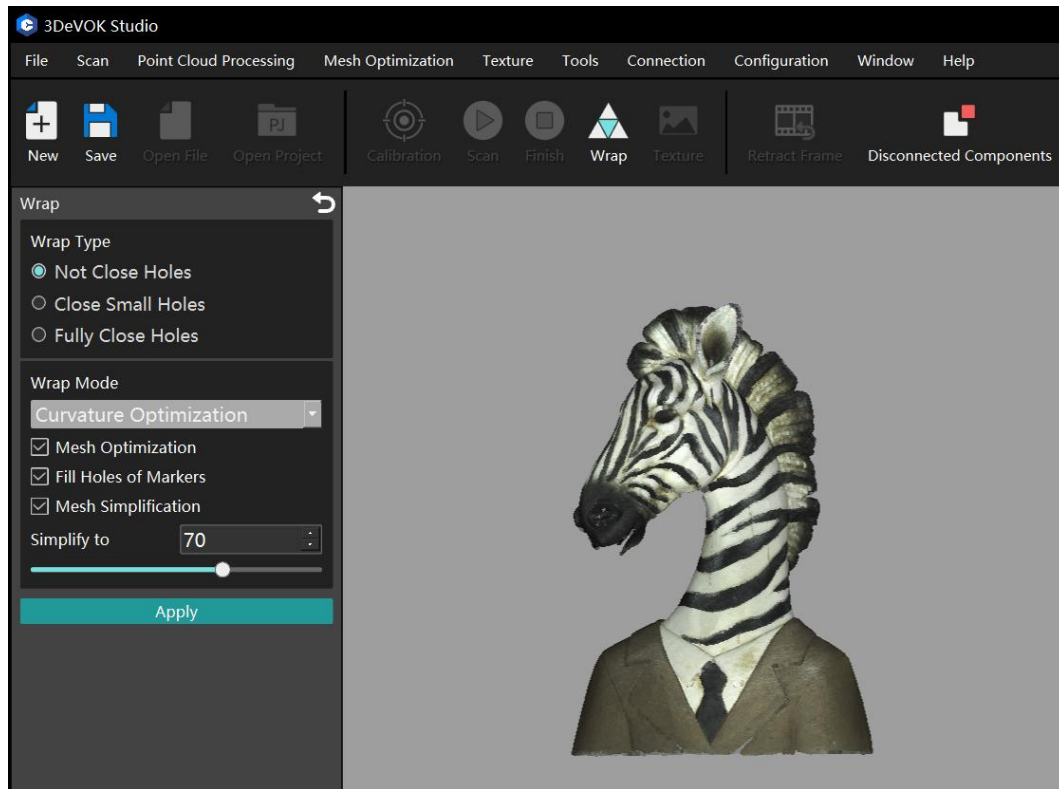 3DeVOK Studio
File Scan Point Cloud Processing Mesh Optimization Texture Tools Connection Configuration Window Help
PJ
New Save Open File Open Project Calibration Scan Finish Wrap Texture Retract Frame Disconnected Components
Wrap
Wrap Type
Not Close Holes
Close Small Holes
Fully Close Holes
Wrap Mode
Curvature Optimization
Mesh Optimization
Fill Holes of Markers
Mesh Simplification
Simplify to 70
Apply